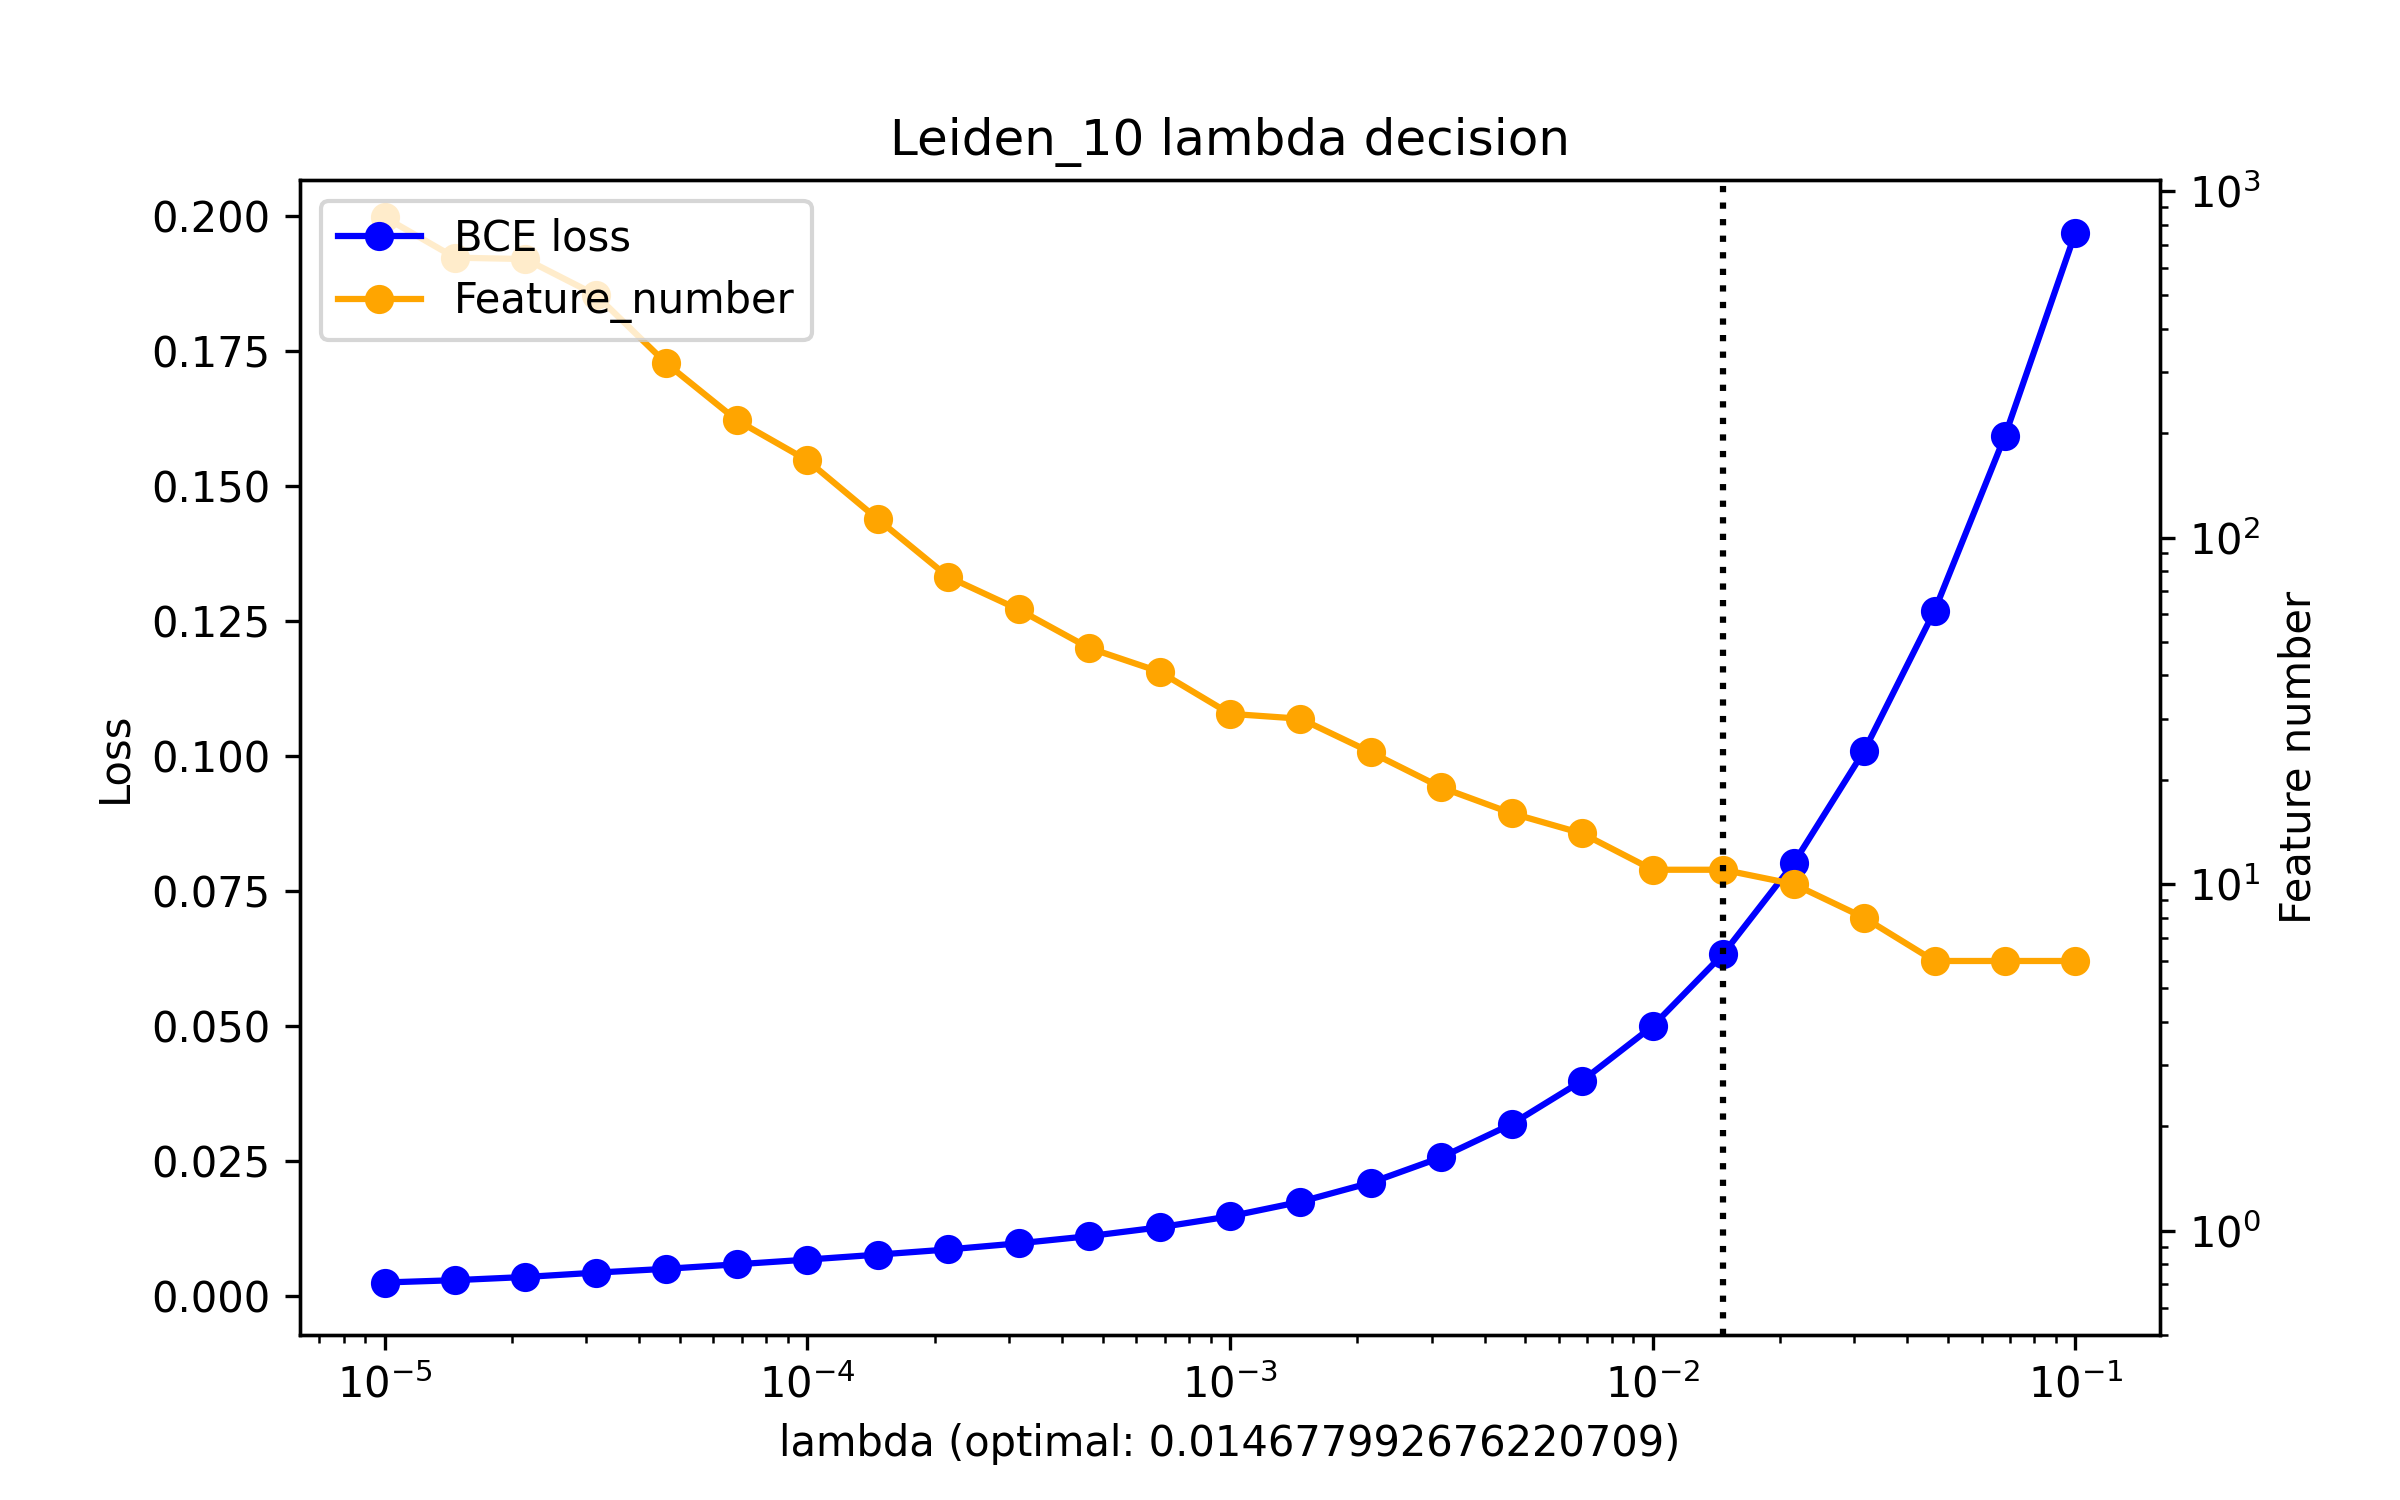 Leiden_10 lambda decision
BCE loss
Feature_number
0.200
0.175
0.150
0.125
0.100
0.075
0.050
0.025
0.000
Loss
10³
10²
10¹
10⁰
Feature number
10⁻⁵ 10⁻⁴ 10⁻³ 10⁻² 10⁻¹
lambda (optimal: 0.014677992676220709)